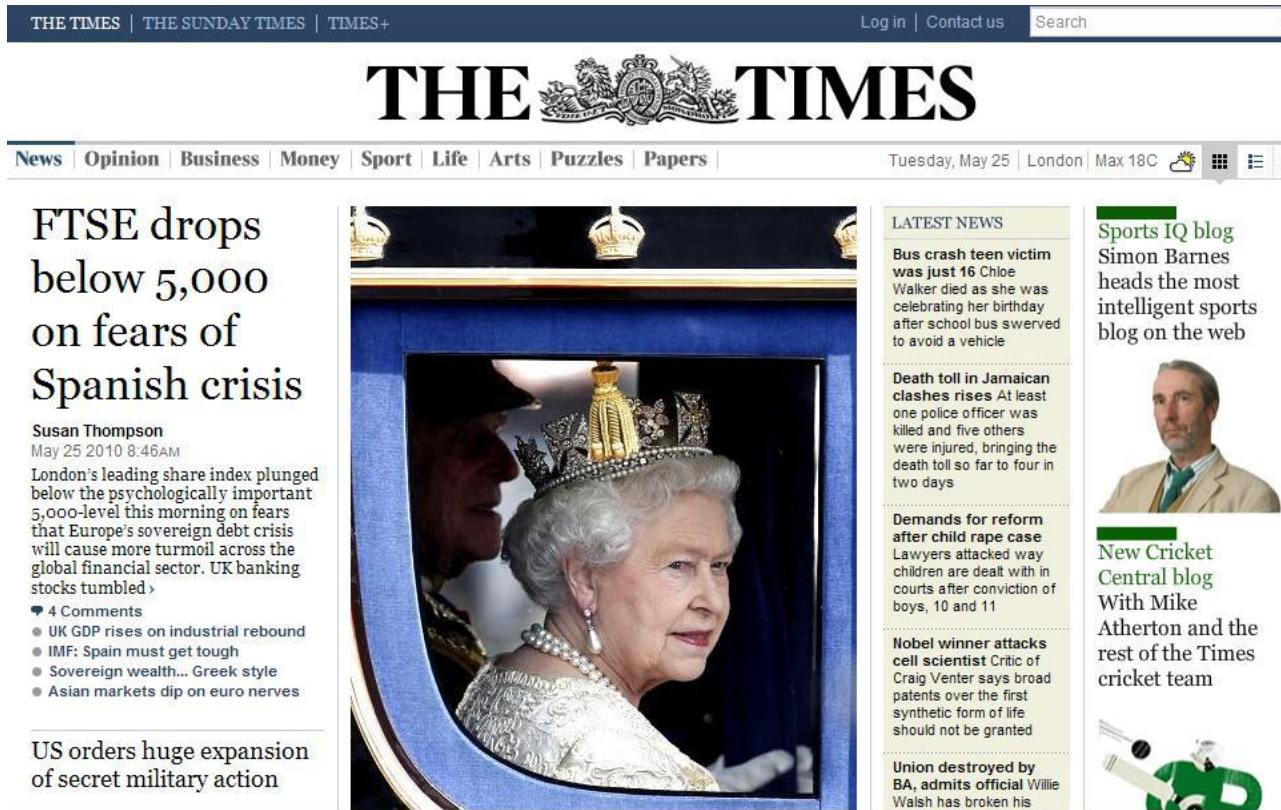 THE TIMES | THE SUNDAY TIMES | TIMES+
Log in | Contact us
Search
THE TIMES
News | Opinion | Business | Money | Sport | Life | Arts | Puzzles | Papers |
Tuesday, May 25 | London | Max 18C
FTSE drops
below 5,000
on fears of
Spanish crisis
Susan Thompson
May 25 2010 8:46AM
London's leading share index plunged
below the psychologically important
5,000-level this morning on fears
that Europe's sovereign debt crisis
will cause more turmoil across the
global financial sector. UK banking
stocks tumbled ›
4 Comments
UK GDP rises on industrial rebound
IMF: Spain must get tough
Sovereign wealth... Greek style
Asian markets dip on euro nerves
US orders huge expansion
of secret military action
LATEST NEWS
Bus crash teen victim
was just 16 Chloe
Walker died as she was
celebrating her birthday
after school bus swerved
to avoid a vehicle
Death toll in Jamaican
clashes rises At least
one police officer was
killed and five others
were injured, bringing the
death toll so far to four in
two days
Demands for reform
after child rape case
Lawyers attacked way
children are dealt with in
courts after conviction of
boys, 10 and 11
Nobel winner attacks
cell scientist Critic of
Craig Venter says broad
patents over the first
synthetic form of life
should not be granted
Union destroyed by
BA, admits official Willie
Walsh has broken his
Sports IQ blog
Simon Barnes
heads the most
intelligent sports
blog on the web
New Cricket
Central blog
With Mike
Atherton and the
rest of the Times
cricket team